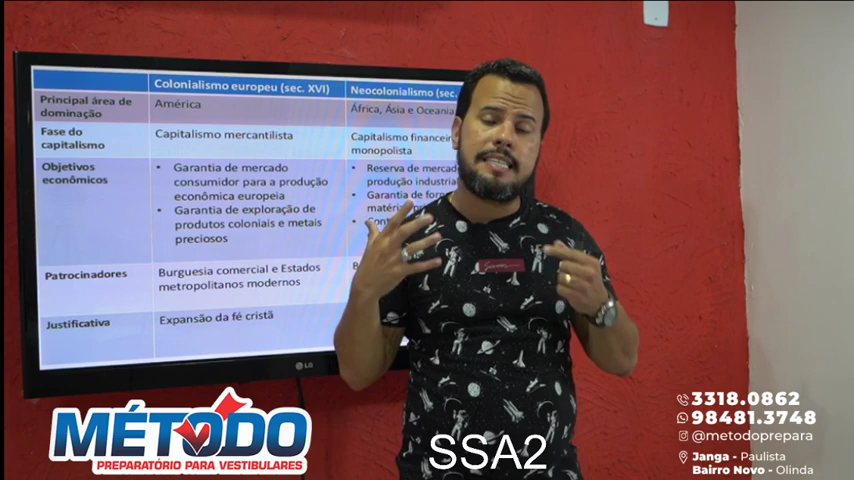 Colonialismo europeu (sec. XVI)
Neocolonialismo (sec.
Principal área de
dominação
América
África, Ásia e Oceania
Fase do
capitalismo
Capitalismo mercantilista
Capitalismo financeir
monopolista
Objetivos
econômicos
• Garantia de mercado
consumidor para a produção
econômica europeia
• Garantia de exploração de
produtos coloniais e metais
preciosos
• Reserva de mercad
produção industrial
• Garantia de for
matéria
•
Patrocinadores
Burguesia comercial e Estados
metropolitanos modernos
Justificativa
Expansão da fé cristã
LG
MÉTODO
PREPARATÓRIO PARA VESTIBULARES
SSA2
3318.0862
98481.3748
@metodoprepara
Janga - Paulista
Bairro Novo - Olinda